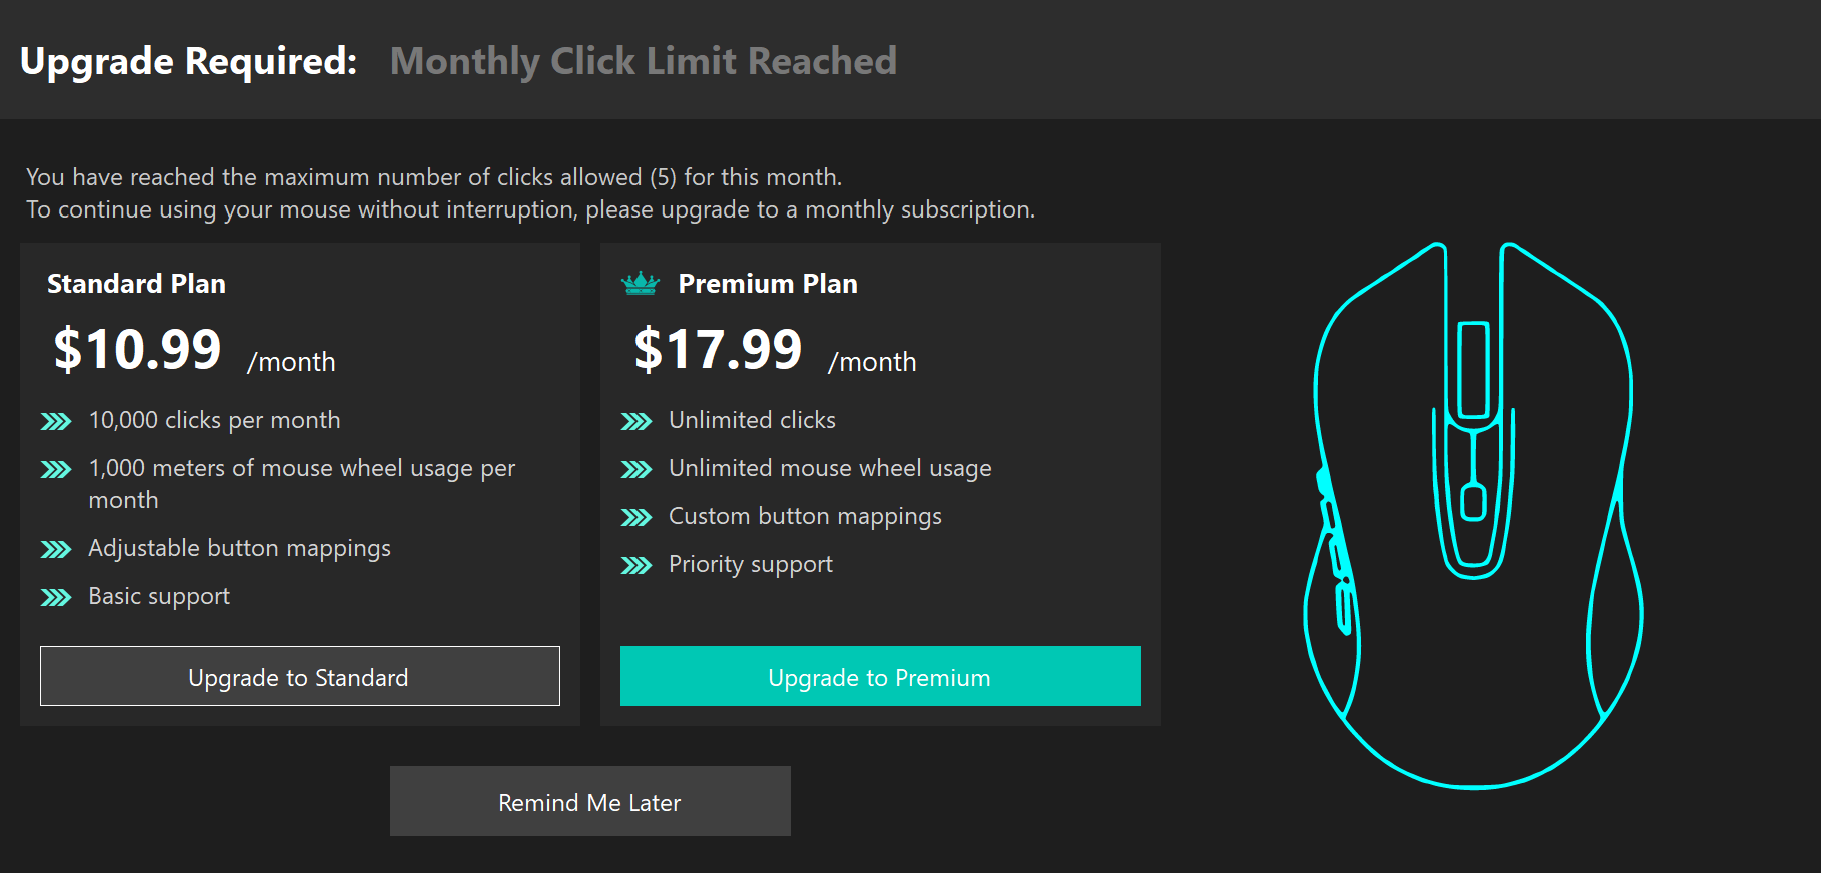 Upgrade Required: Monthly Click Limit Reached
You have reached the maximum number of clicks allowed (5) for this month.
To continue using your mouse without interruption, please upgrade to a monthly subscription.
Standard Plan
$10.99 /month
10,000 clicks per month
1,000 meters of mouse wheel usage per
month
Adjustable button mappings
Basic support
Upgrade to Standard
Premium Plan
$17.99 /month
Unlimited clicks
Unlimited mouse wheel usage
Custom button mappings
Priority support
Upgrade to Premium
Remind Me Later